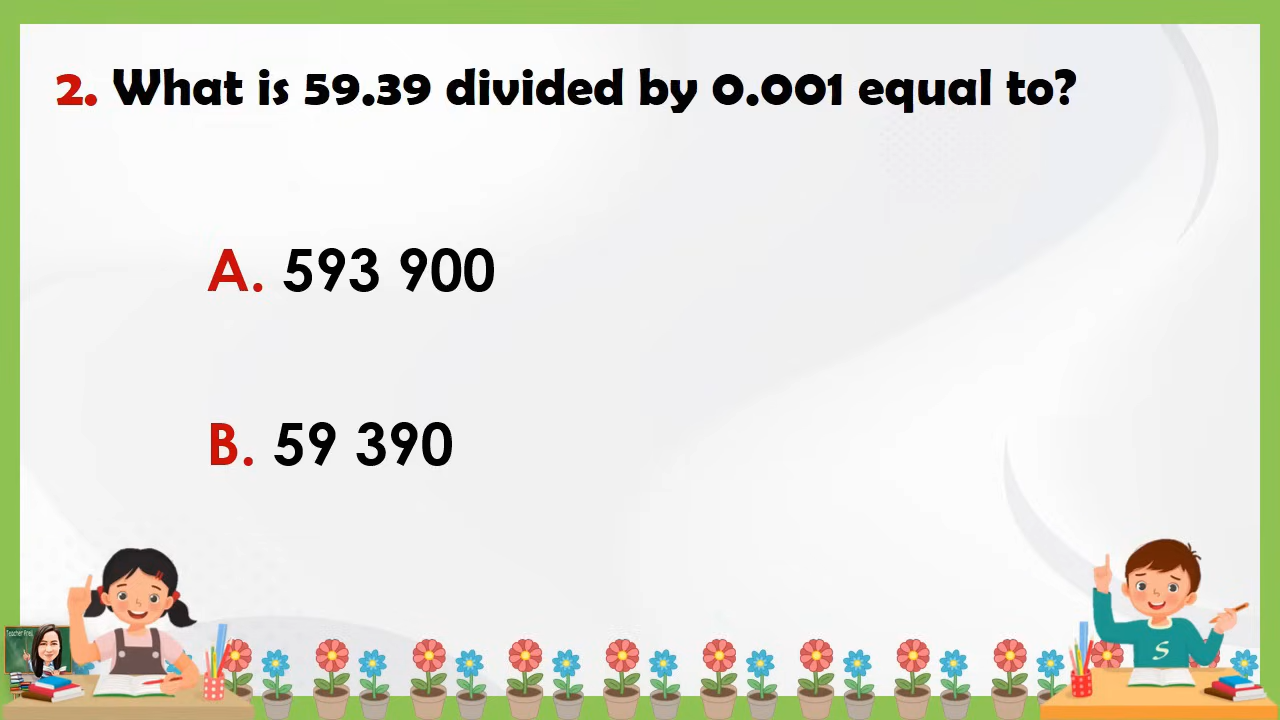 2. What is 59.39 divided by 0.001 equal to?
A. 593 900
B. 59 390
S